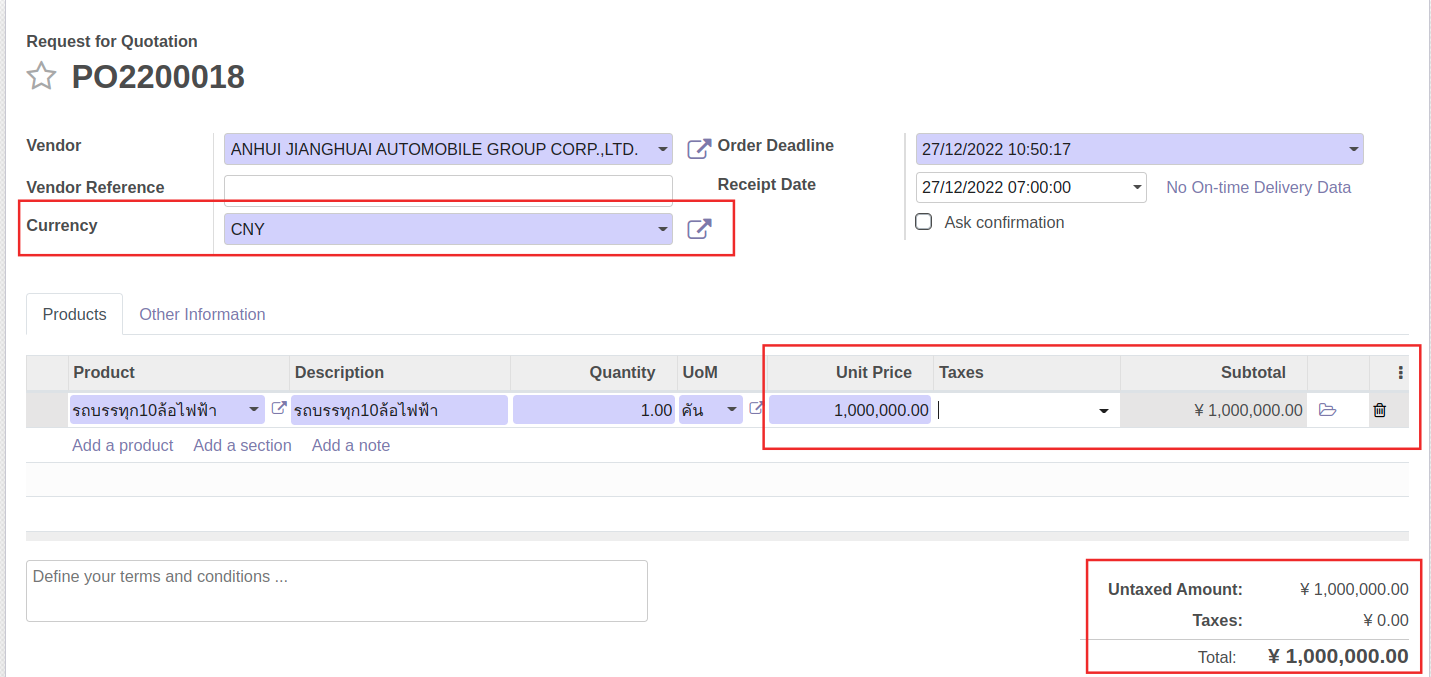 Request for Quotation
PO2200018
Vendor ANHUI JIANGHUAI AUTOMOBILE GROUP CORP.,LTD. Order Deadline 27/12/2022 10:50:17
Vendor Reference Receipt Date 27/12/2022 07:00:00 No On-time Delivery Data
Currency CNY Ask confirmation
Products Other Information
Product Description Quantity UoM Unit Price Taxes Subtotal
รถบรรทุก10ล้อไฟฟ้า รถบรรทุก10ล้อไฟฟ้า 1.00 คัน 1,000,000.00 ¥ 1,000,000.00
Add a product Add a section Add a note
Define your terms and conditions ...
Untaxed Amount: ¥ 1,000,000.00
Taxes: ¥ 0.00
Total: ¥ 1,000,000.00